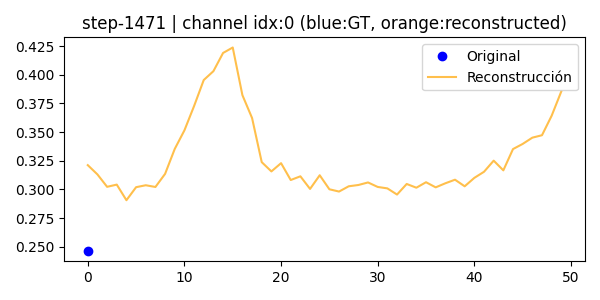 step-1471 | channel idx:0 (blue:GT, orange:reconstructed)
0.425
0.400
0.375
0.350
0.325
0.300
0.275
0.250
Original
Reconstrucción
0 10 20 30 40 50